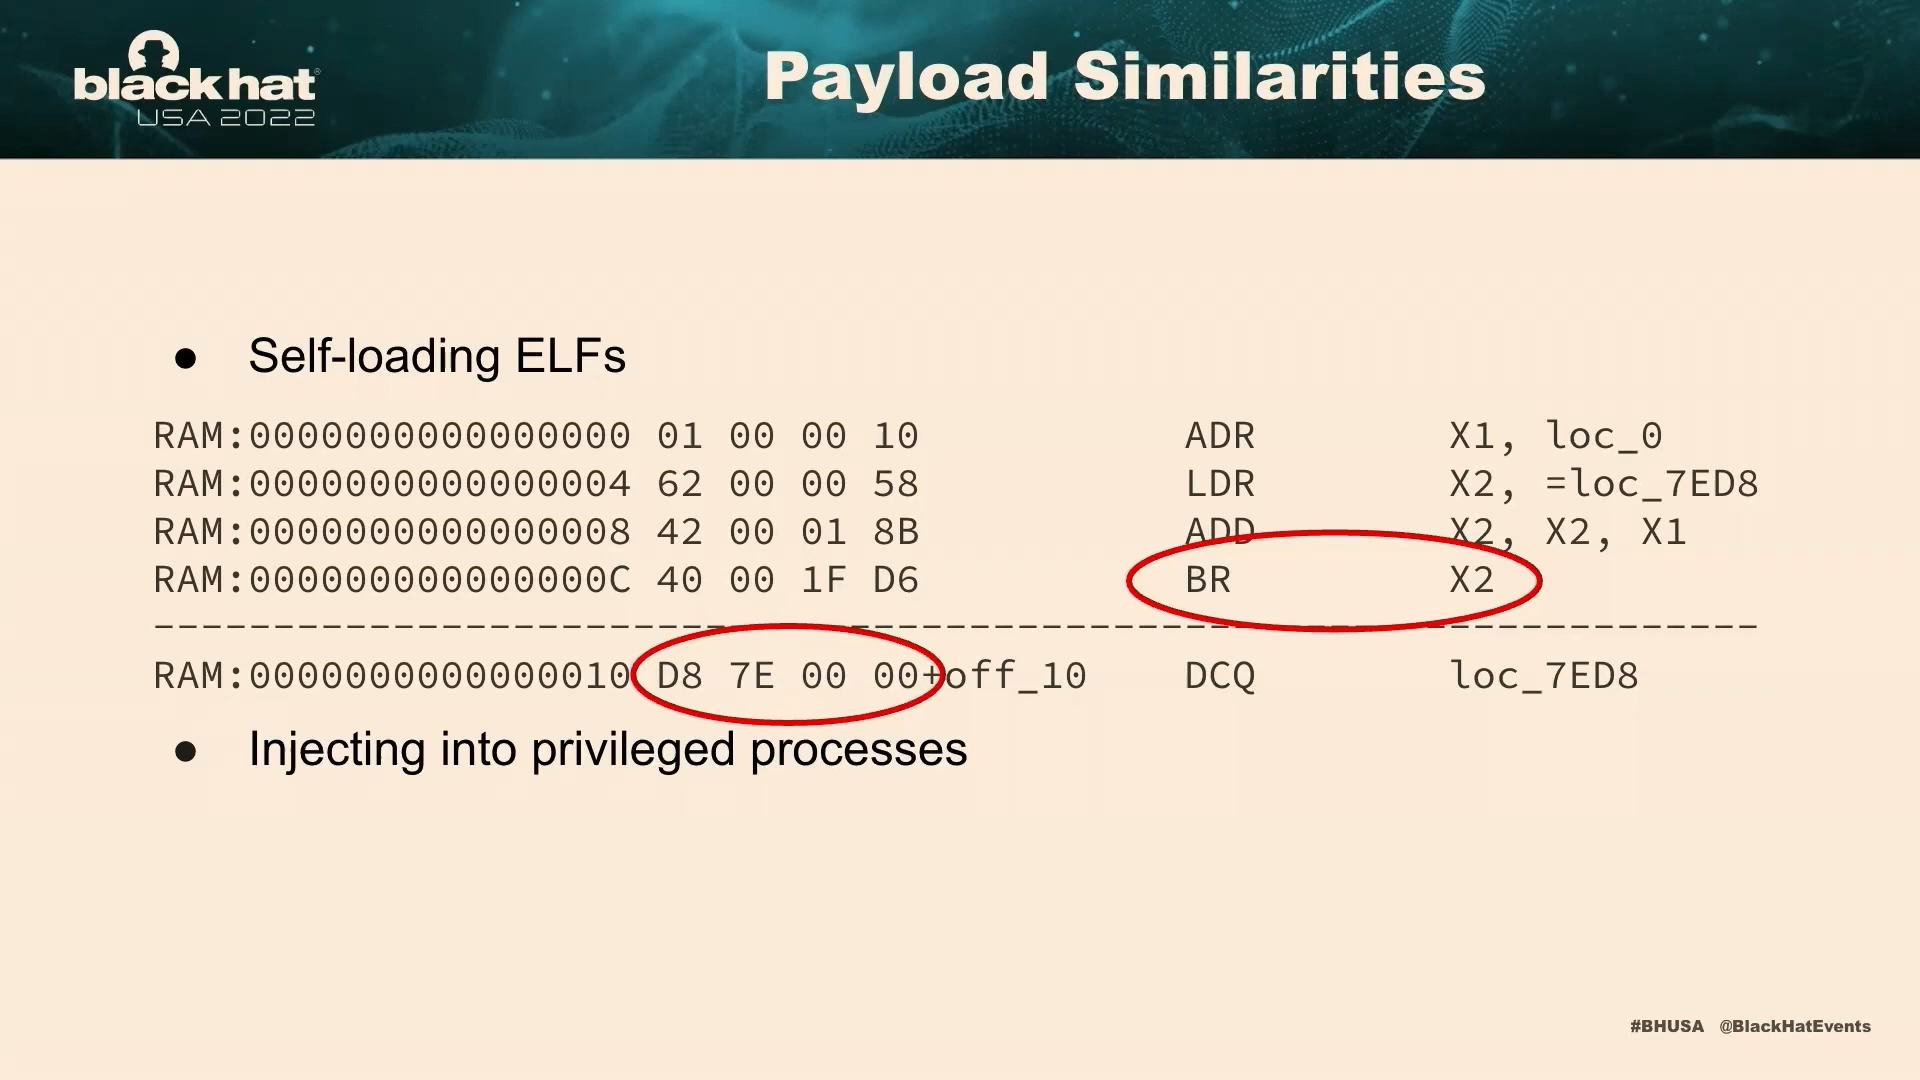 black hat®
USA 2022
Payload Similarities
● Self-loading ELFs
RAM:0000000000000000 01 00 00 10 ADR X1, loc_0
RAM:0000000000000004 62 00 00 58 LDR X2, =loc_7ED8
RAM:0000000000000008 42 00 01 8B ADD X2, X2, X1
RAM:000000000000000C 40 00 1F D6 BR X2
-------------------------------------------------------------------
RAM:0000000000000010 D8 7E 00 00+off_10 DCQ loc_7ED8
● Injecting into privileged processes
#BHUSA @BlackHatEvents